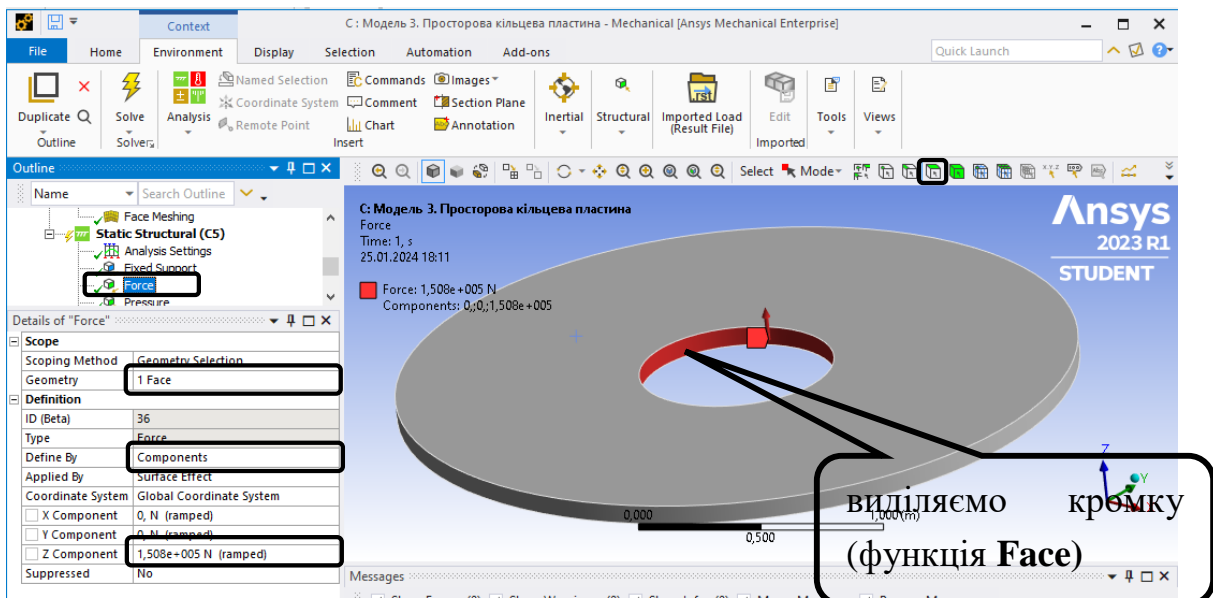 C : Модель 3. Просторова кільцева пластина - Mechanical [Ansys Mechanical Enterprise]
Context
File Home Environment Display Selection Automation Add-ons Quick Launch
Duplicate
Outline
Solve
Solvers
Analysis
Named Selection
Coordinate System
Remote Point
Commands
Comment
Chart
Images
Section Plane
Annotation
Insert
Inertial
Structural
Imported Load
(Result File)
Edit
Imported
Tools
Views
Outline
Name Search Outline
Select Mode
Face Meshing
Static Structural (C5)
Analysis Settings
Fixed Support
Force
Pressure
Details of "Force"
Scope
Scoping Method Geometry Selection
Geometry 1 Face
Definition
ID (Beta) 36
Type Force
Define By Components
Applied By Surface Effect
Coordinate System Global Coordinate System
X Component 0, N (ramped)
Y Component 0, N (ramped)
Z Component 1,508e+005 N (ramped)
Suppressed No
C: Модель 3. Просторова кільцева пластина
Force
Time: 1, s
25.01.2024 18:11
Force: 1,508e+005 N
Components: 0,;0,;1,508e+005
Ansys
2023 R1
STUDENT
Z
Y
0,000 1,000 (m)
0,500
виділяємо кромку
(функція Face)
Messages